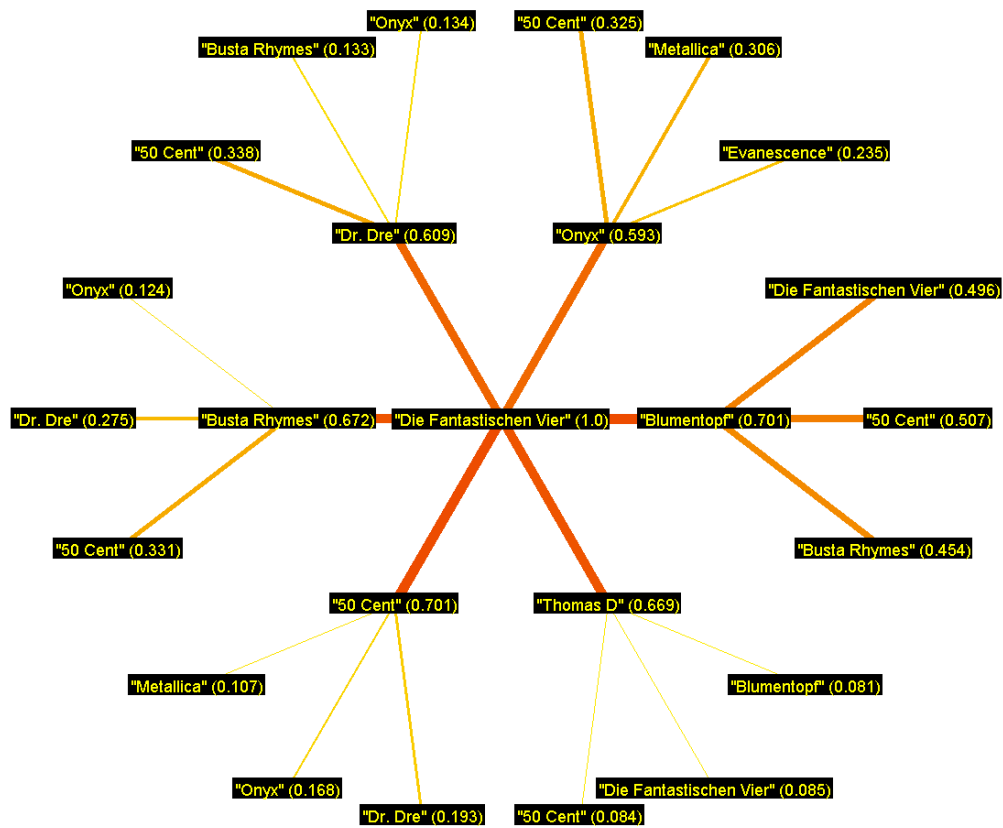 "Onyx" (0.134)
"50 Cent" (0.325)
"Busta Rhymes" (0.133)
"Metallica" (0.306)
"50 Cent" (0.338)
"Evanescence" (0.235)
"Dr. Dre" (0.609)
"Onyx" (0.593)
"Onyx" (0.124)
"Die Fantastischen Vier" (0.496)
"Dr. Dre" (0.275)
"Busta Rhymes" (0.672)
"Die Fantastischen Vier" (1.0)
"Blumentopf" (0.701)
"50 Cent" (0.507)
"50 Cent" (0.331)
"Busta Rhymes" (0.454)
"50 Cent" (0.701)
"Thomas D" (0.669)
"Metallica" (0.107)
"Blumentopf" (0.081)
"Onyx" (0.168)
"Die Fantastischen Vier" (0.085)
"Dr. Dre" (0.193)
"50 Cent" (0.084)